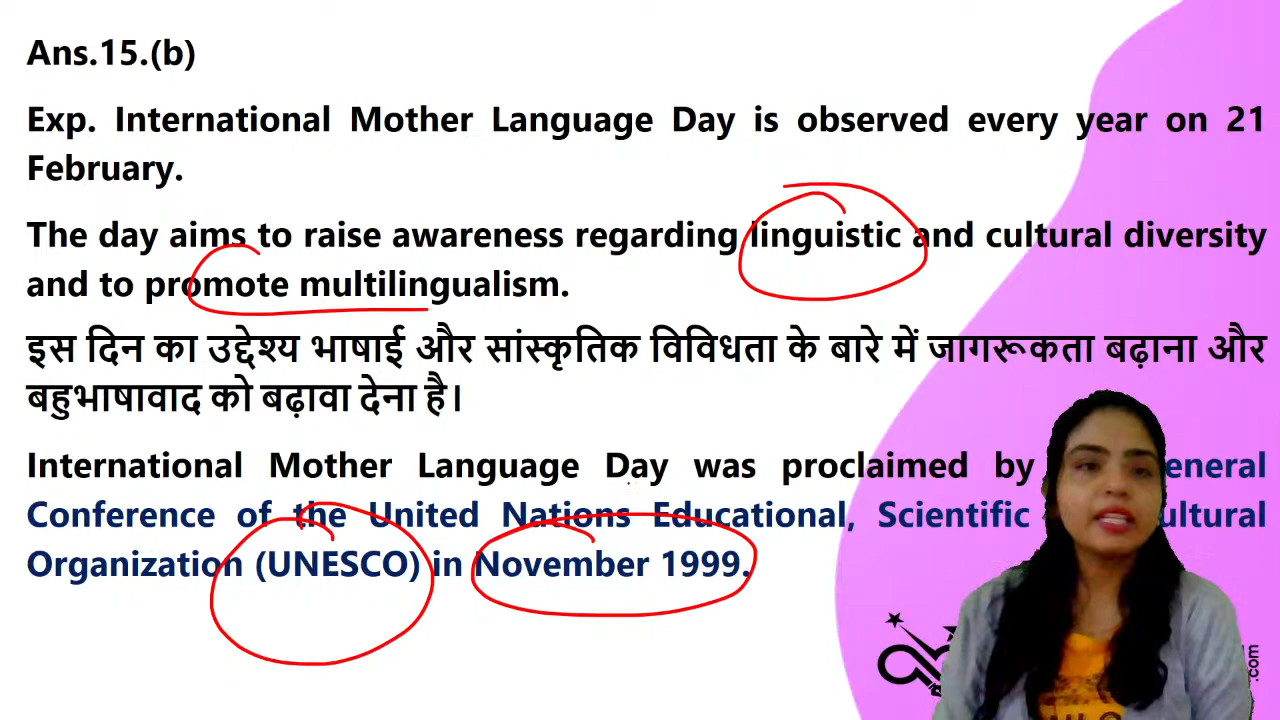 Ans.15.(b)
Exp. International Mother Language Day is observed every year on 21
February.
The day aims to raise awareness regarding linguistic and cultural diversity
and to promote multilingualism.
इस दिन का उद्देश्य भाषाई और सांस्कृतिक विविधता के बारे में जागरूकता बढ़ाना और
बहुभाषावाद को बढ़ावा देना है।
International Mother Language Day was proclaimed by eneral
Conference of the United Nations Educational, Scientific ultural
Organization (UNESCO) in November 1999.
.com